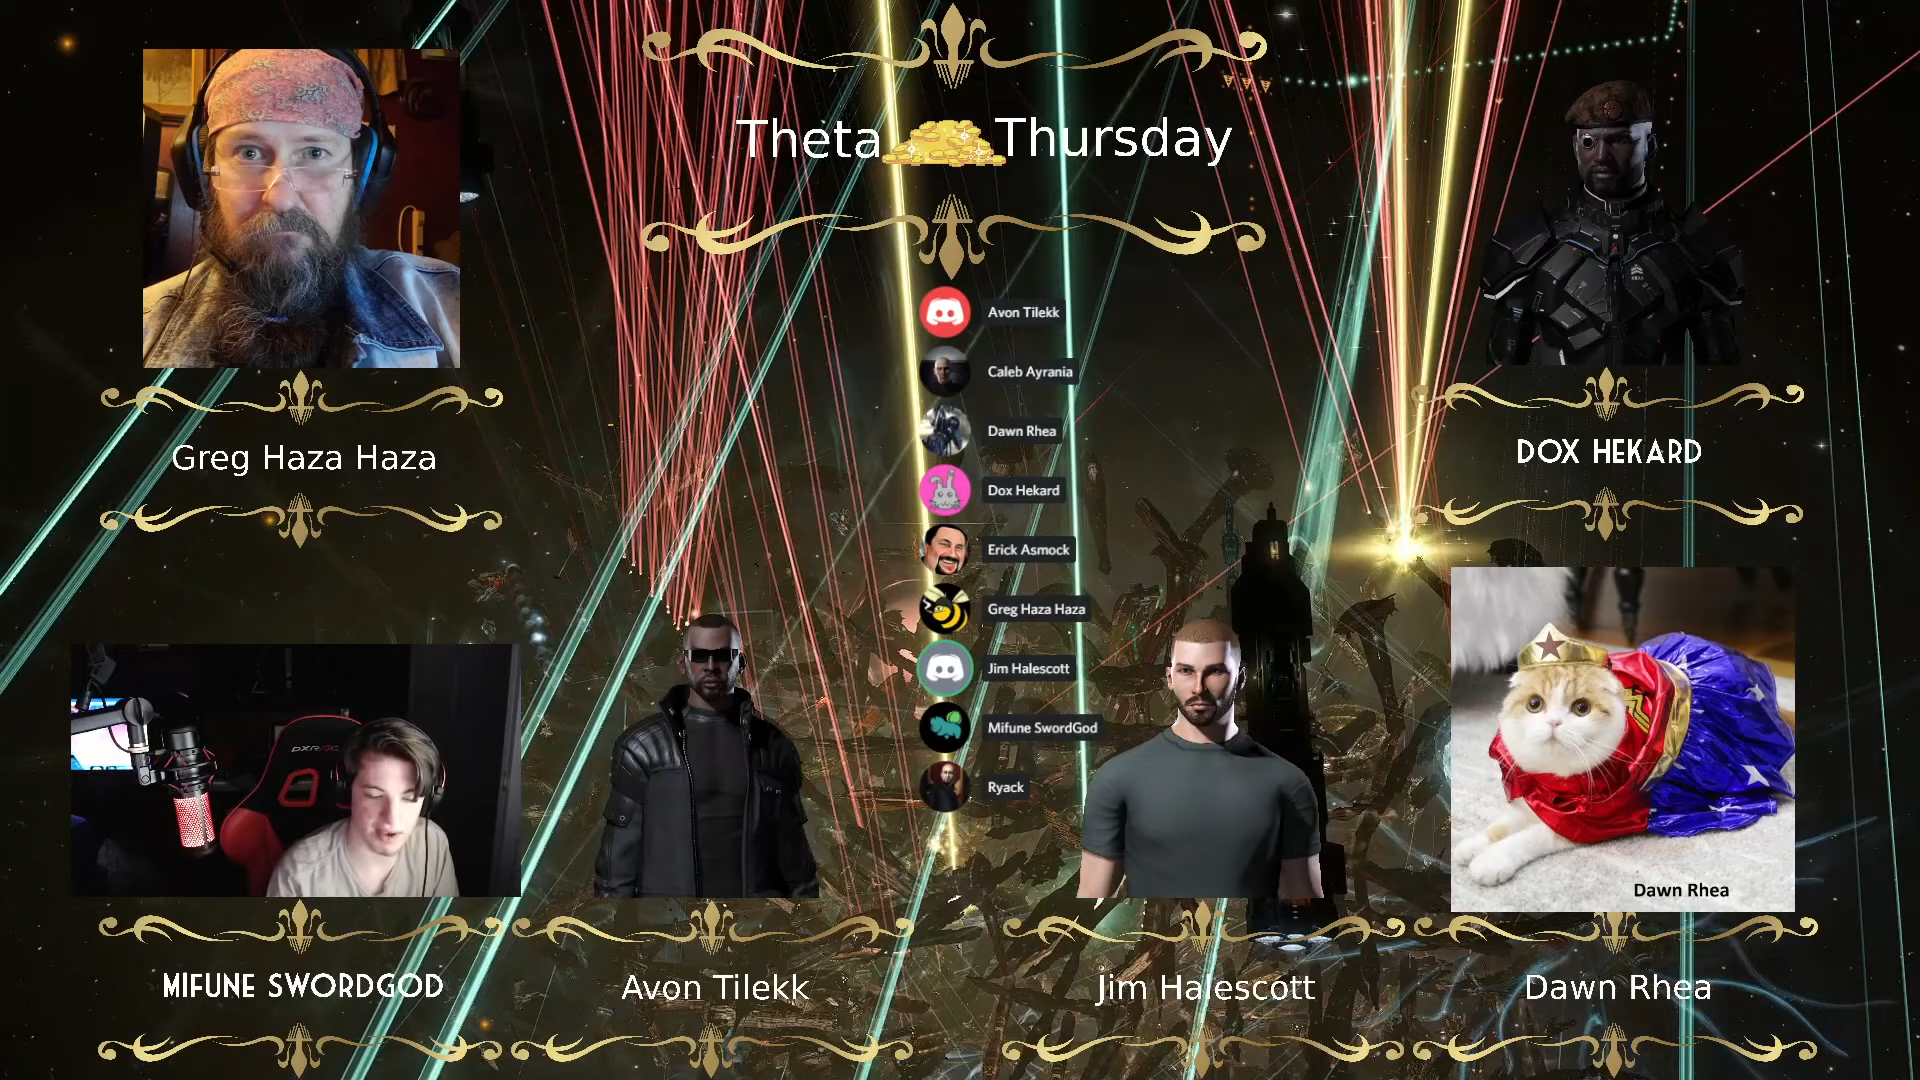 Theta Thursday
Avon Tilekk
Caleb Ayrania
Dawn Rhea
Dox Hekard
Erick Asmock
Greg Haza Haza
Jim Halescott
Mifune SwordGod
Ryack
Greg Haza Haza
DOX HEKARD
DXRAC
Dawn Rhea
MIFUNE SWORDGOD
Avon Tilekk
Jim Halescott
Dawn Rhea